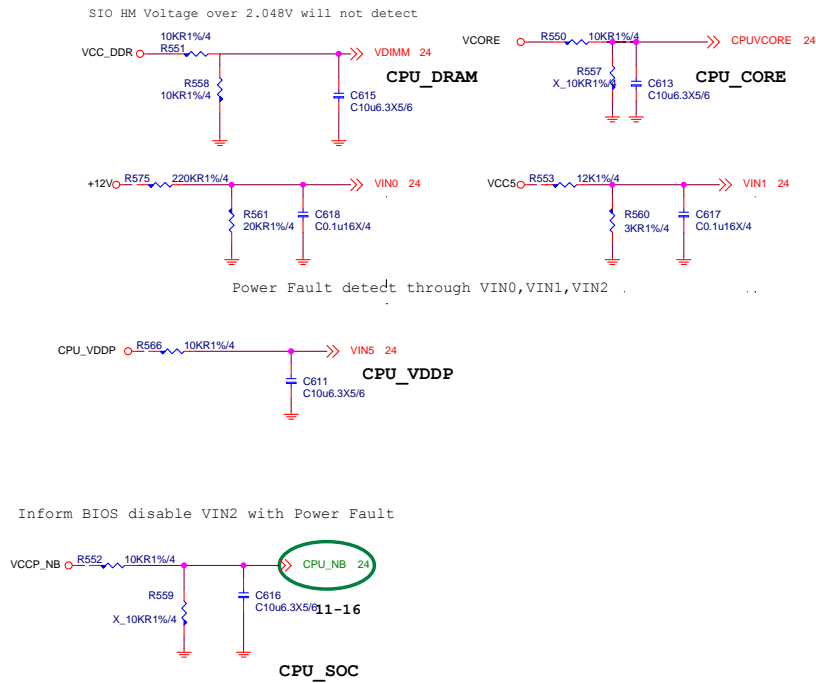 SIO HM Voltage over 2.048V will not detect
10KR1%/4
VCC_DDR R551 VDIMM 24
R558
10KR1%/4
C615
C10u6.3X5/6
CPU_DRAM
VCORE R550 10KR1%/4 CPUVCORE 24
R557
X_10KR1%/4
C613
C10u6.3X5/6
CPU_CORE
+12V R575 220KR1%/4 VIN0 24
R561
20KR1%/4
C618
C0.1u16X/4
VCC5 R553 12K1%/4 VIN1 24
R560
3KR1%/4
C617
C0.1u16X/4
Power Fault detect through VIN0,VIN1,VIN2
CPU_VDDP R566 10KR1%/4 VIN5 24
C611
C10u6.3X5/6
CPU_VDDP
Inform BIOS disable VIN2 with Power Fault
VCCP_NB R552 10KR1%/4 CPU_NB 24
R559
X_10KR1%/4
C616
C10u6.3X5/6
11-16
CPU_SOC